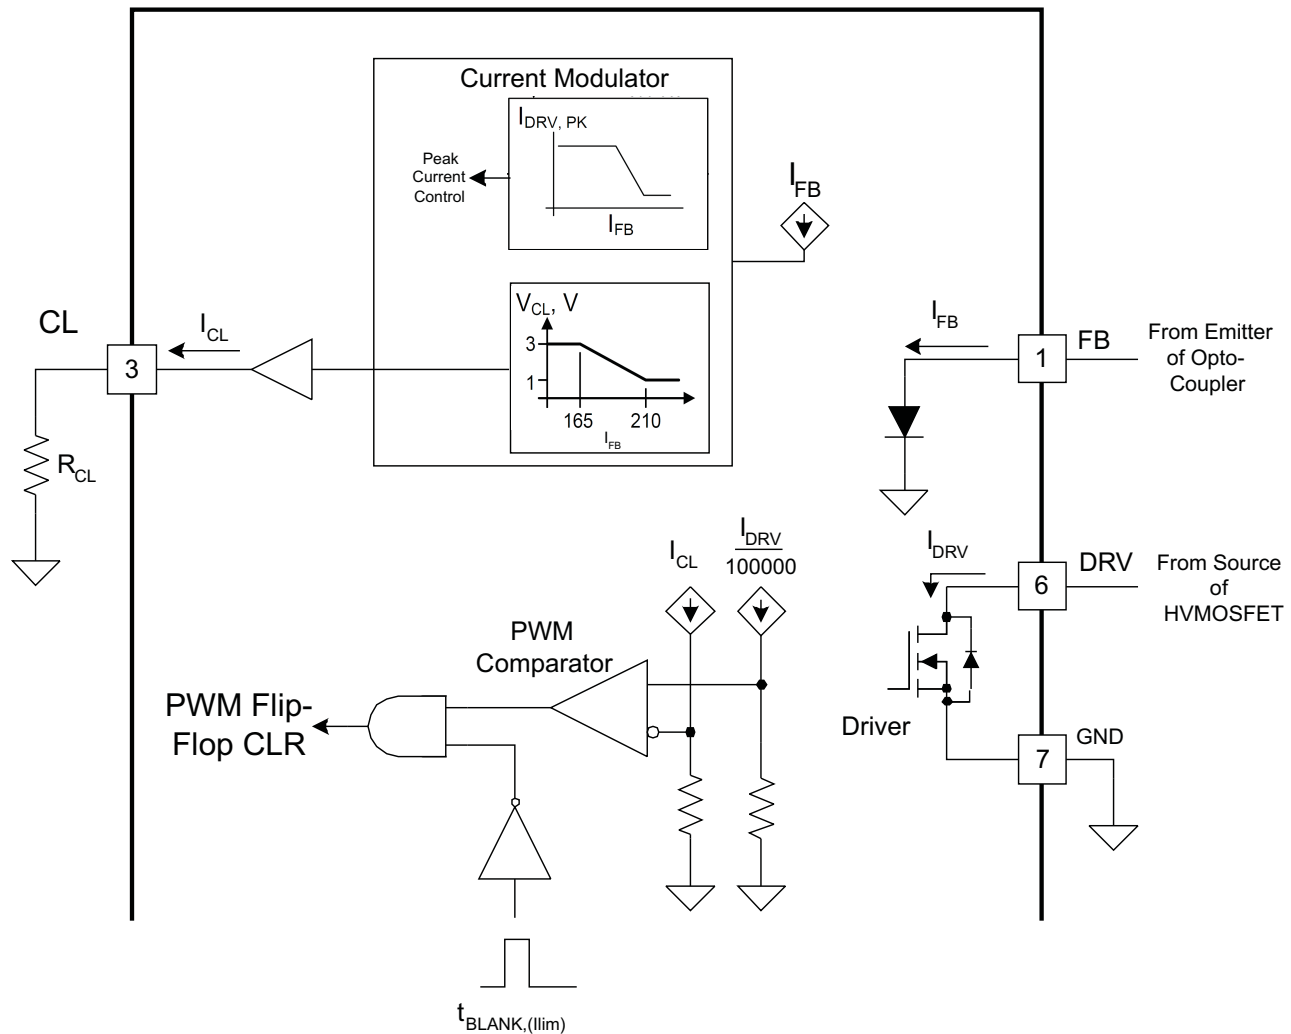 Current Modulator
I_DRV, PK
Peak
Current
Control
I_FB
I_FB
V_CL, V
3
1
165
210
I_FB
CL
I_CL
3
R_CL
I_FB
1
FB
From Emitter
of Opto-
Coupler
I_CL
I_DRV
100000
I_DRV
6
DRV
From Source
of
HVMOSFET
PWM
Comparator
PWM Flip-
Flop CLR
Driver
7
GND
t_BLANK,(Ilim)